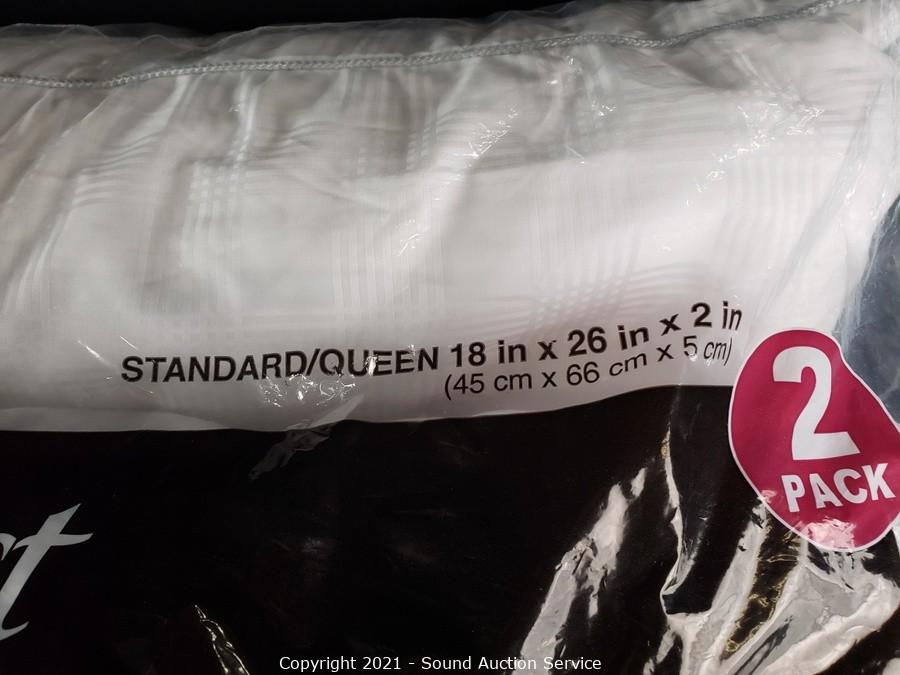 STANDARD/QUEEN 18 in x 26 in x 2 in
(45 cm x 66 cm x 5 cm)
2
PACK
Copyright 2021 - Sound Auction Service